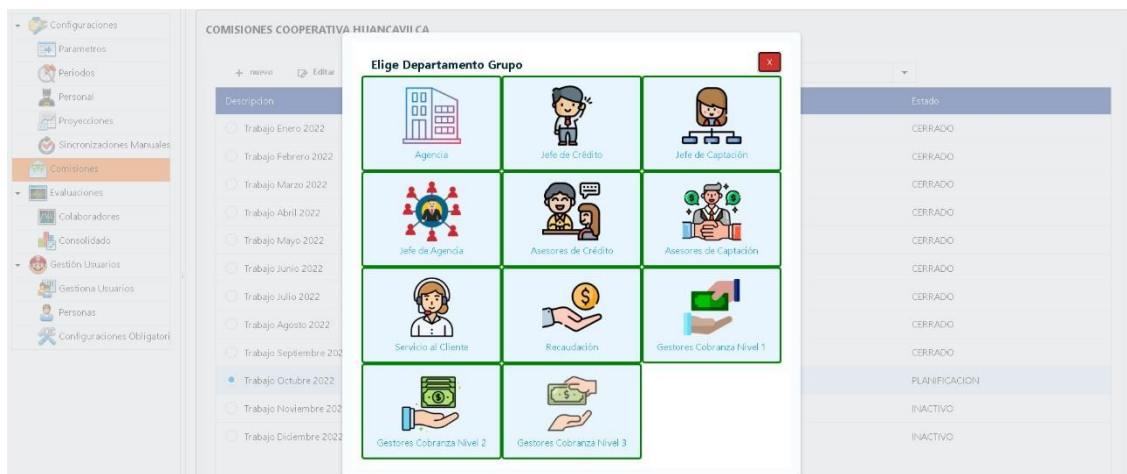 Configuraciones
Parametros
Periodos
Personal
Proyecciones
Sincronizaciones Manuales
Comisiones
Evaluaciones
Colaboradores
Consolidado
Gestión Usuarios
Gestiona Usuarios
Personas
Configuraciones Obligatori
COMISIONES COOPERATIVA HUANCAVILCA
+ nuevo Editar
Descripcion Estado
Trabajo Enero 2022 CERRADO
Trabajo Febrero 2022 CERRADO
Trabajo Marzo 2022 CERRADO
Trabajo Abril 2022 CERRADO
Trabajo Mayo 2022 CERRADO
Trabajo Junio 2022 CERRADO
Trabajo Julio 2022 CERRADO
Trabajo Agosto 2022 CERRADO
Trabajo Septiembre 202 CERRADO
Trabajo Octubre 2022 PLANIFICACION
Trabajo Noviembre 202 INACTIVO
Trabajo Diciembre 2022 INACTIVO
Elige Departamento Grupo X
Agencia Jefe de Crédito Jefe de Captación
Jefe de Agencia Asesores de Crédito Asesores de Captación
Servicio al Cliente Recaudación Gestores Cobranza Nivel 1
Gestores Cobranza Nivel 2 Gestores Cobranza Nivel 3